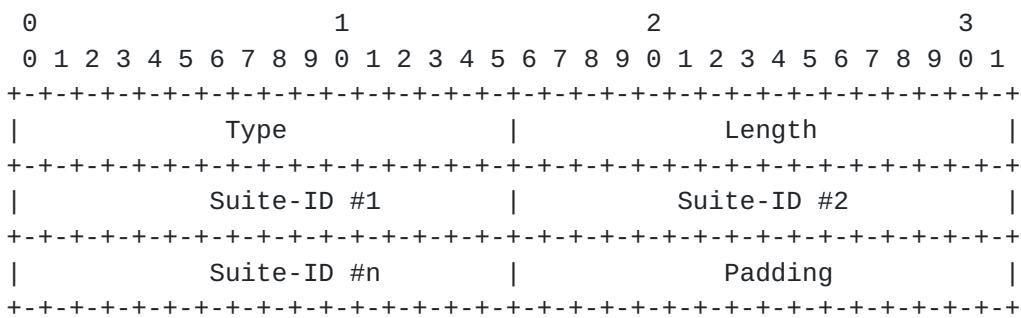 0                   1                   2                   3
 0 1 2 3 4 5 6 7 8 9 0 1 2 3 4 5 6 7 8 9 0 1 2 3 4 5 6 7 8 9 0 1
+-+-+-+-+-+-+-+-+-+-+-+-+-+-+-+-+-+-+-+-+-+-+-+-+-+-+-+-+-+-+-+-+
|             Type              |             Length            |
+-+-+-+-+-+-+-+-+-+-+-+-+-+-+-+-+-+-+-+-+-+-+-+-+-+-+-+-+-+-+-+-+
|            Suite-ID #1        |          Suite-ID #2          |
+-+-+-+-+-+-+-+-+-+-+-+-+-+-+-+-+-+-+-+-+-+-+-+-+-+-+-+-+-+-+-+-+
|            Suite-ID #n        |             Padding           |
+-+-+-+-+-+-+-+-+-+-+-+-+-+-+-+-+-+-+-+-+-+-+-+-+-+-+-+-+-+-+-+-+